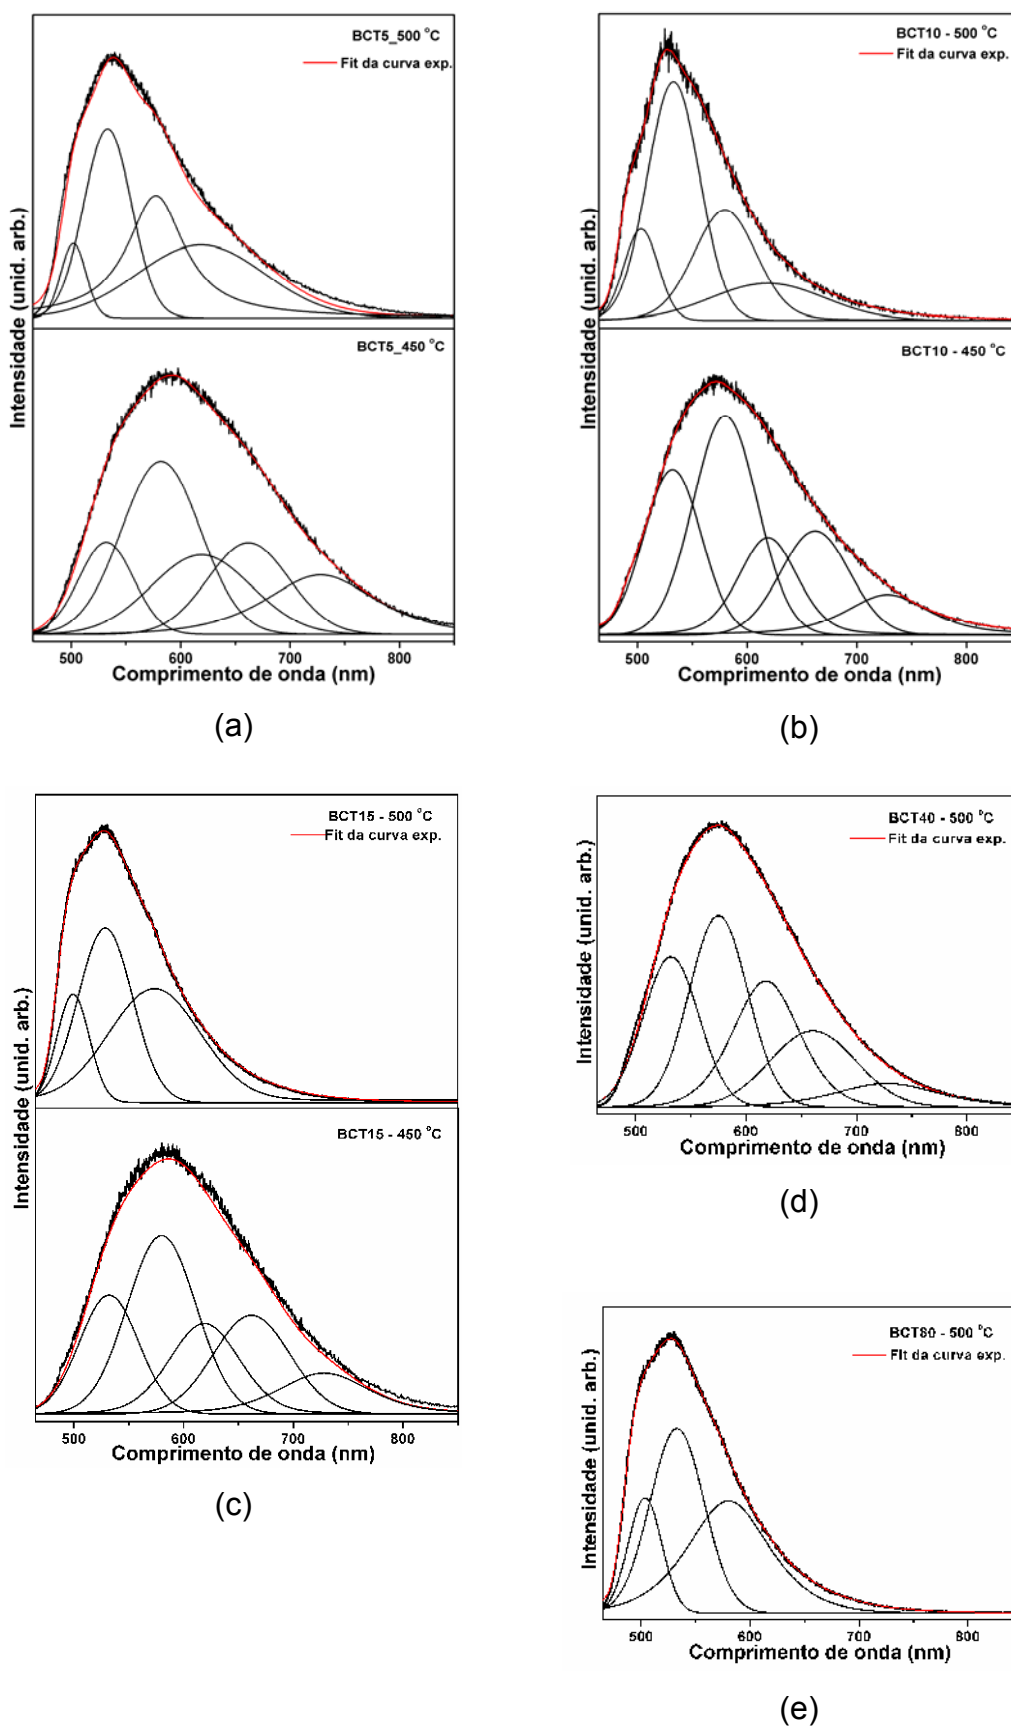 BCT5_500 °C
Fit da curva exp.
BCT5_450 °C
Intensidade (unid. arb.)
500 600 700 800
Comprimento de onda (nm)
(a)
BCT10 - 500 °C
Fit da curva exp.
BCT10 - 450 °C
Intensidade (unid. arb.)
500 600 700 800
Comprimento de onda (nm)
(b)
BCT15 - 500 °C
Fit da curva exp.
BCT15 - 450 °C
Intensidade (unid. arb.)
500 600 700 800
Comprimento de onda (nm)
(c)
BCT40 - 500 °C
Fit da curva exp.
Intensidade (unid. arb.)
500 600 700 800
Comprimento de onda (nm)
(d)
BCT80 - 500 °C
Fit da curva exp.
Intensidade (unid. arb.)
500 600 700 800
Comprimento de onda (nm)
(e)